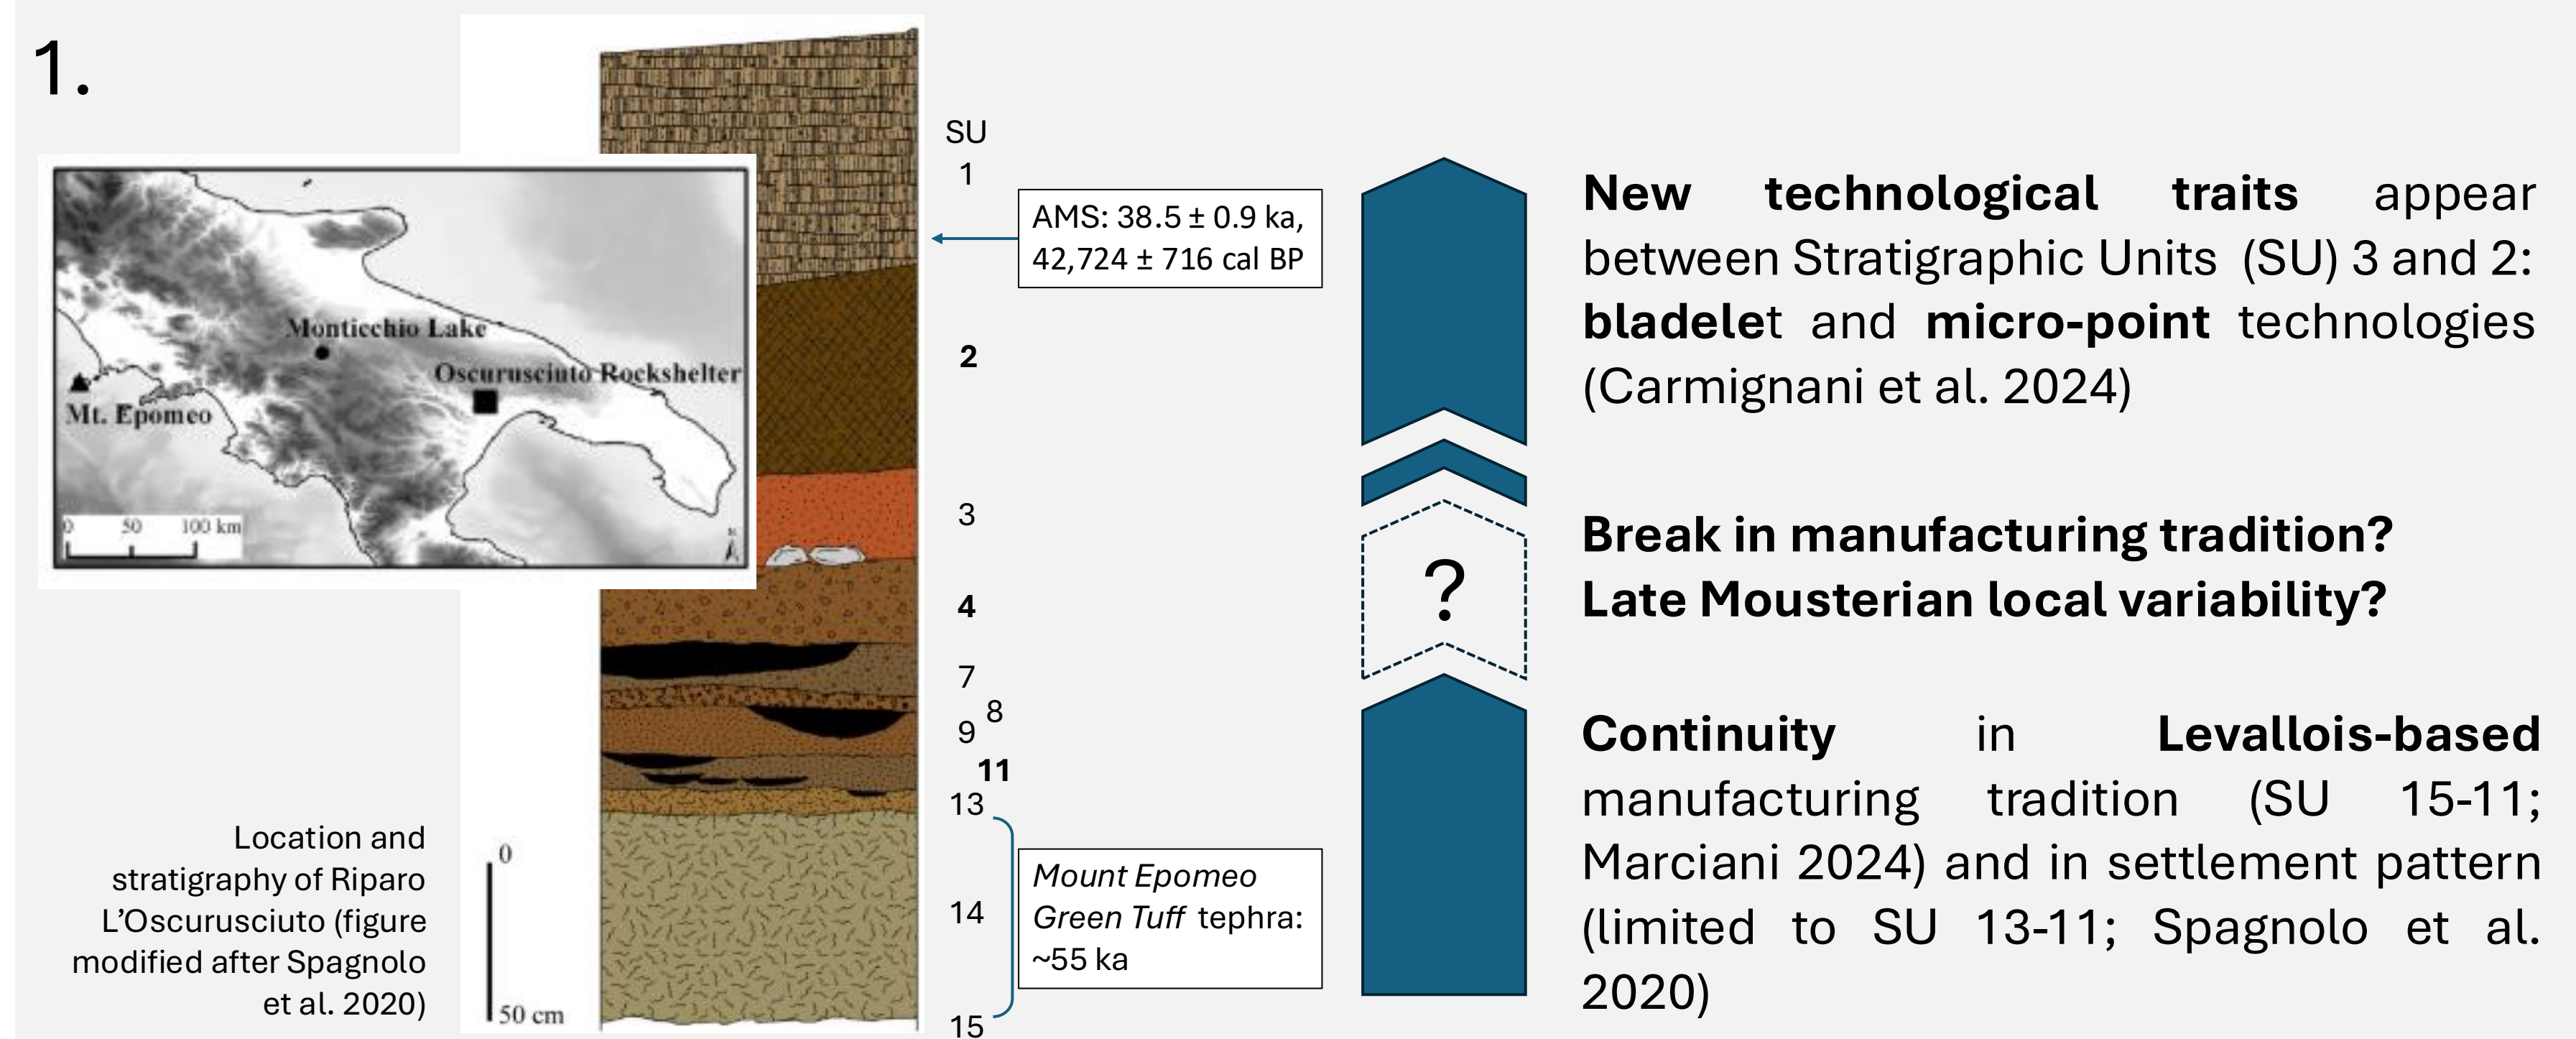 1.
Monticchio Lake
Oscurusciuto Rockshelter
Mt. Epomeo
0 50 100 km
N
Location and
stratigraphy of Riparo
L’Oscurusciuto (figure
modified after Spagnolo
et al. 2020)
0
50 cm
SU
1
2
3
4
7
8
9
11
13
14
15
AMS: 38.5 ± 0.9 ka,
42,724 ± 716 cal BP
Mount Epomeo
Green Tuff tephra:
~55 ka
?
New technological traits appear
between Stratigraphic Units (SU) 3 and 2:
bladelet and micro-point technologies
(Carmignani et al. 2024)
Break in manufacturing tradition?
Late Mousterian local variability?
Continuity in Levallois-based
manufacturing tradition (SU 15-11;
Marciani 2024) and in settlement pattern
(limited to SU 13-11; Spagnolo et al.
2020)